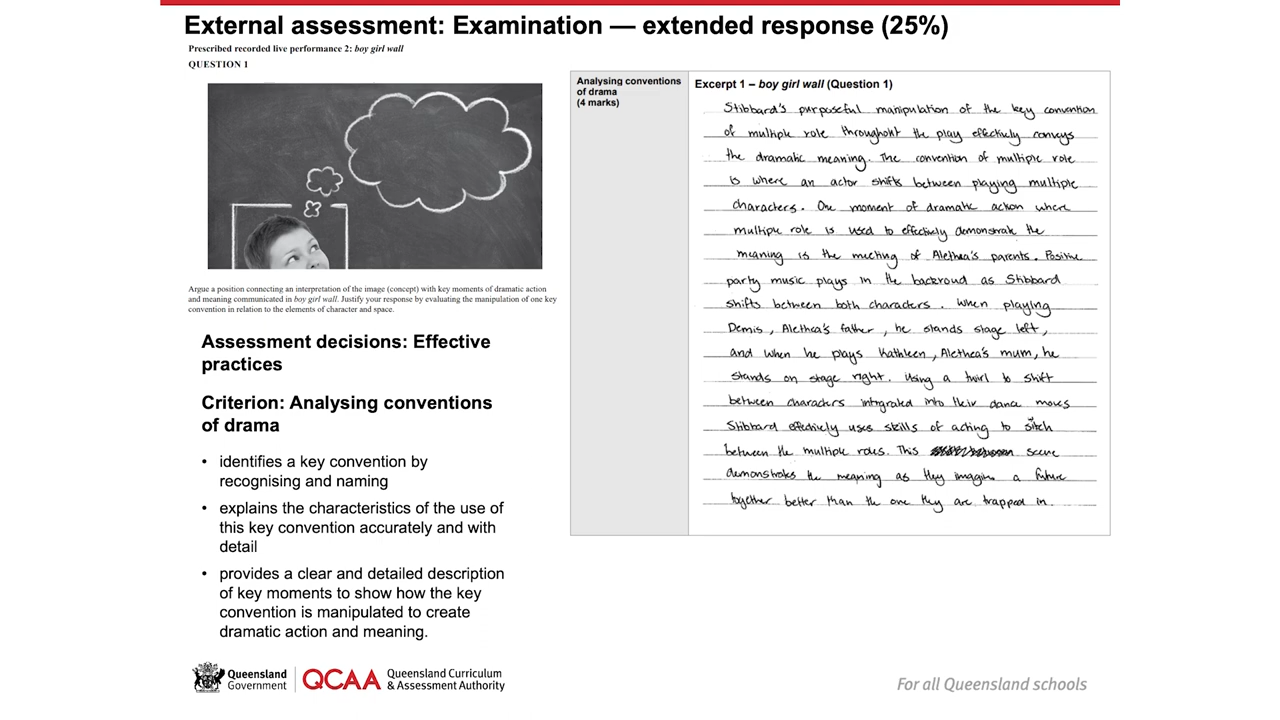 External assessment: Examination — extended response (25%)
Prescribed recorded live performance 2: boy girl wall
QUESTION 1
Argue a position connecting an interpretation of the image (concept) with key moments of dramatic action
and meaning communicated in boy girl wall. Justify your response by evaluating the manipulation of one key
convention in relation to the elements of character and space.
Assessment decisions: Effective
practices
Criterion: Analysing conventions
of drama
• identifies a key convention by
recognising and naming
• explains the characteristics of the use of
this key convention accurately and with
detail
• provides a clear and detailed description
of key moments to show how the key
convention is manipulated to create
dramatic action and meaning.
Analysing conventions
of drama
(4 marks)
Excerpt 1 – boy girl wall (Question 1)
Stibbard's purposeful manipulation of the key convention
of multiple role throughout the play effectively conveys
the dramatic meaning. The convention of multiple role
is where an actor shifts between playing multiple
characters. One moment of dramatic action where
multiple role is used to effectively demonstrate the
meaning is the meeting of Alethea's parents. Positive
party music plays in the backroud as Stibbard
shifts between both characters. When playing
Demis, Alethea's father, he stands stage left,
and when he plays Kathleen, Alethea's mum, he
stands on stage right. Using a twirl to shift
between characters intigrated into their dance moves
Stibbard effectively uses skills of acting to
between the multiple roles. This scene
demonstrates the meaning as they imagine a future
together better than the one they are trapped in.
Queensland
Government
QCAA
Queensland Curriculum
& Assessment Authority
For all Queensland schools